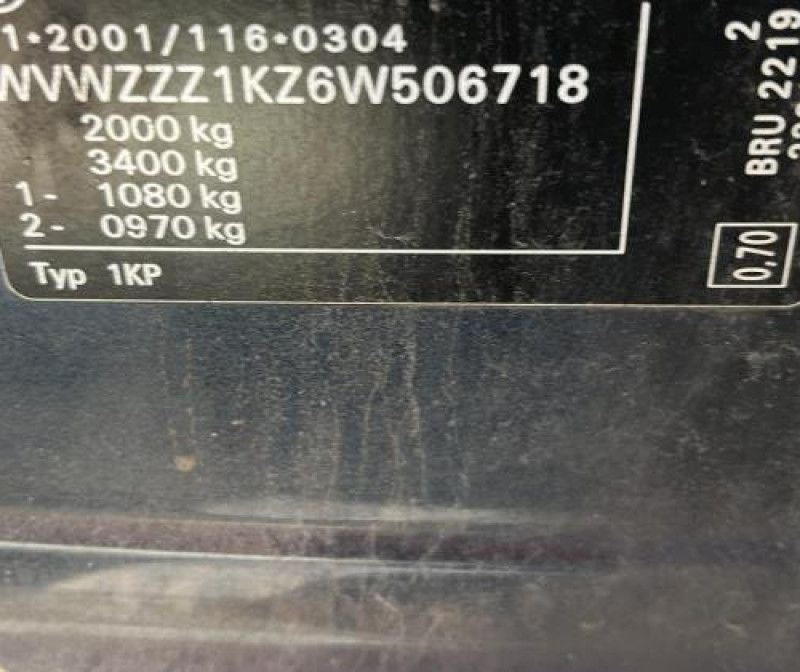 1•2001/116•0304
WVWZZZ1KZ6W506718
2000 kg
3400 kg
1- 1080 kg
2- 0970 kg
Typ 1KP
2
BRU 2219
0,70